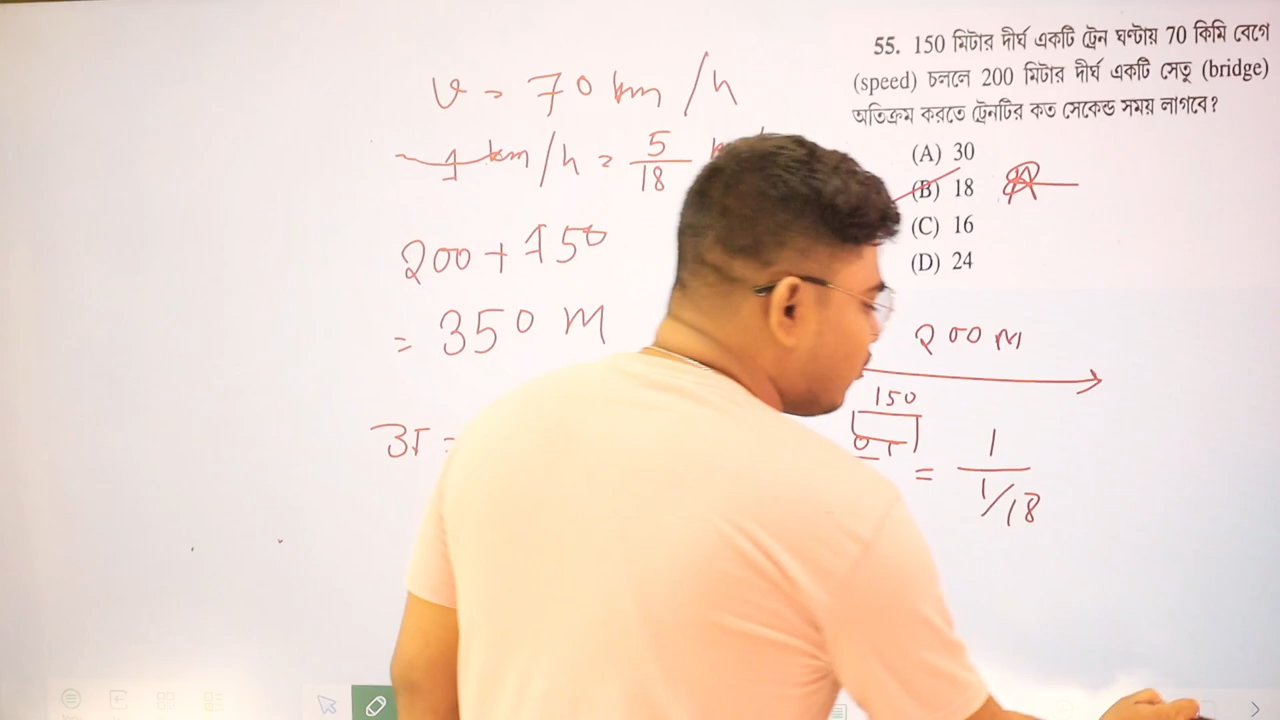 55. 150 মিটার দীর্ঘ একটি ট্রেন ঘণ্টায় 70 কিমি বেগে
(speed) চললে 200 মিটার দীর্ঘ একটি সেতু (bridge)
অতিক্রম করতে ট্রেনটির কত সেকেন্ড সময় লাগবে?
(A) 30
(B) 18
(C) 16
(D) 24
v = 70 km/h
1 km/h = 5/18
200 + 150
= 350 m
200 m
150
= 1/1/18